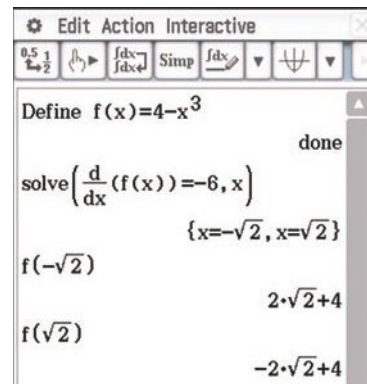 Edit Action Interactive
0.5 1 2 ∫dx ∫dx Simp ∫dx
Define f(x)=4-x³
done
solve(d/dx(f(x))=-6,x)
{x=-√2,x=√2}
f(-√2)
2·√2+4
f(√2)
-2·√2+4